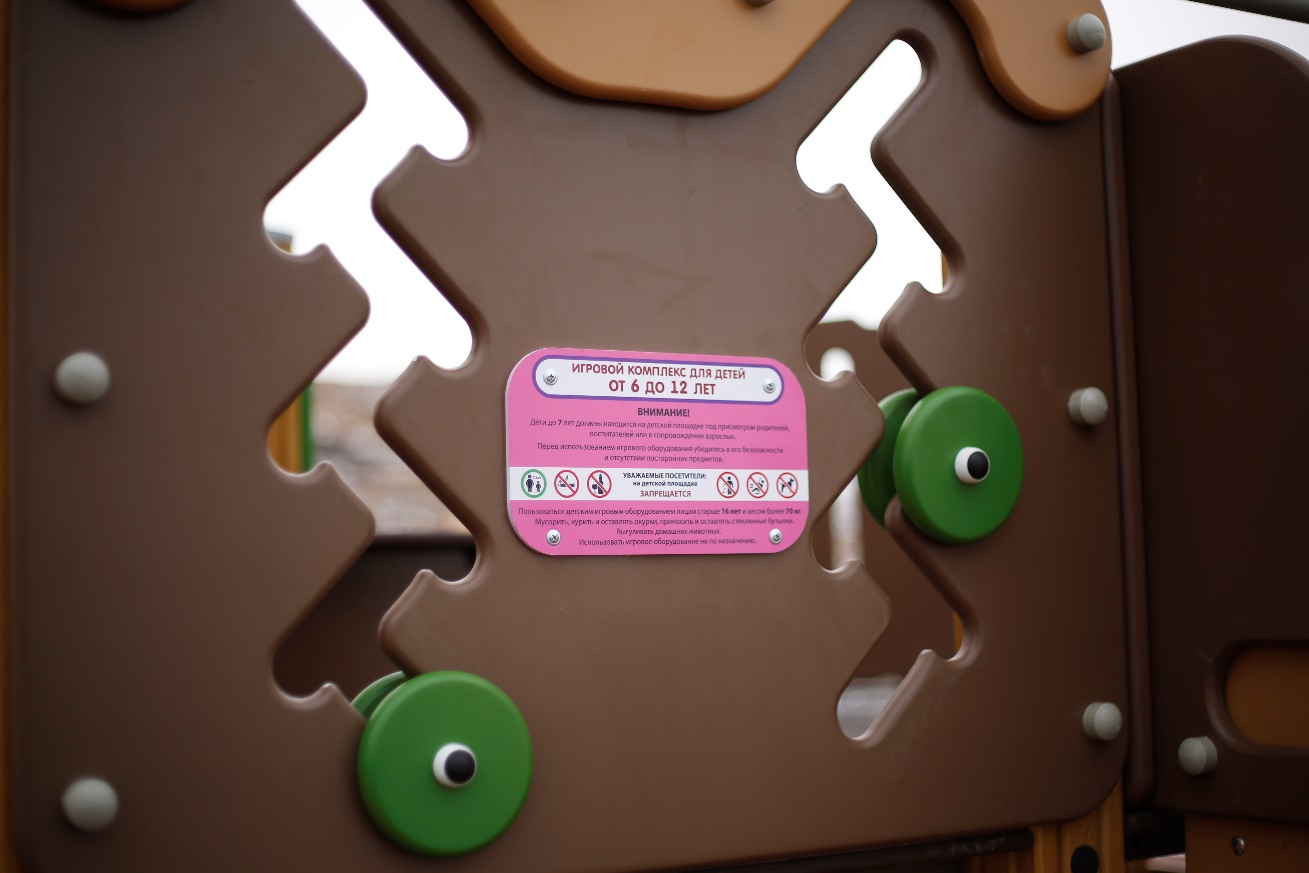 ИГРОВОЙ КОМПЛЕКС ДЛЯ ДЕТЕЙ
ОТ 6 ДО 12 ЛЕТ
ВНИМАНИЕ!
Дети до 7 лет должны находится на детской площадке под присмотром родителей,
воспитателей или в сопровождении взрослых.
Перед использованием игрового оборудования убедитесь в его безопасности
и отсутствии посторонних предметов.
УВАЖАЕМЫЕ ПОСЕТИТЕЛИ:
на детской площадке
ЗАПРЕЩАЕТСЯ
Пользоваться детским игровым оборудованием лицам старше 16 лет и весом более 70 кг.
Мусорить, курить и оставлять окурки, приносить и оставлять стеклянные бутылки.
Выгуливать домашних животных.
Использовать игровое оборудование не по назначению.